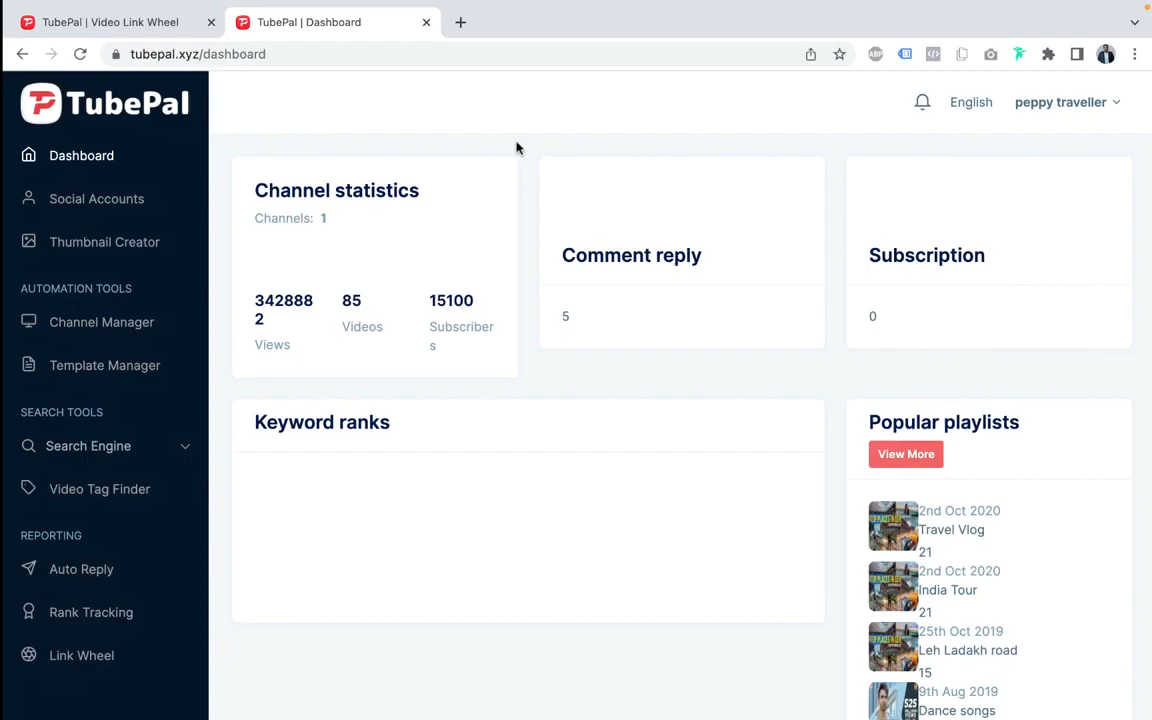 TubePal | Video Link Wheel
TubePal | Dashboard
tubepal.xyz/dashboard
ABP
TubePal
English
peppy traveller
Dashboard
Social Accounts
Thumbnail Creator
AUTOMATION TOOLS
Channel Manager
Template Manager
SEARCH TOOLS
Search Engine
Video Tag Finder
REPORTING
Auto Reply
Rank Tracking
Link Wheel
Channel statistics
Channels: 1
342888
2
Views
85
Videos
15100
Subscriber
s
Comment reply
5
Subscription
0
Keyword ranks
Popular playlists
View More
2nd Oct 2020
Travel Vlog
21
2nd Oct 2020
India Tour
21
25th Oct 2019
Leh Ladakh road
15
9th Aug 2019
Dance songs
525